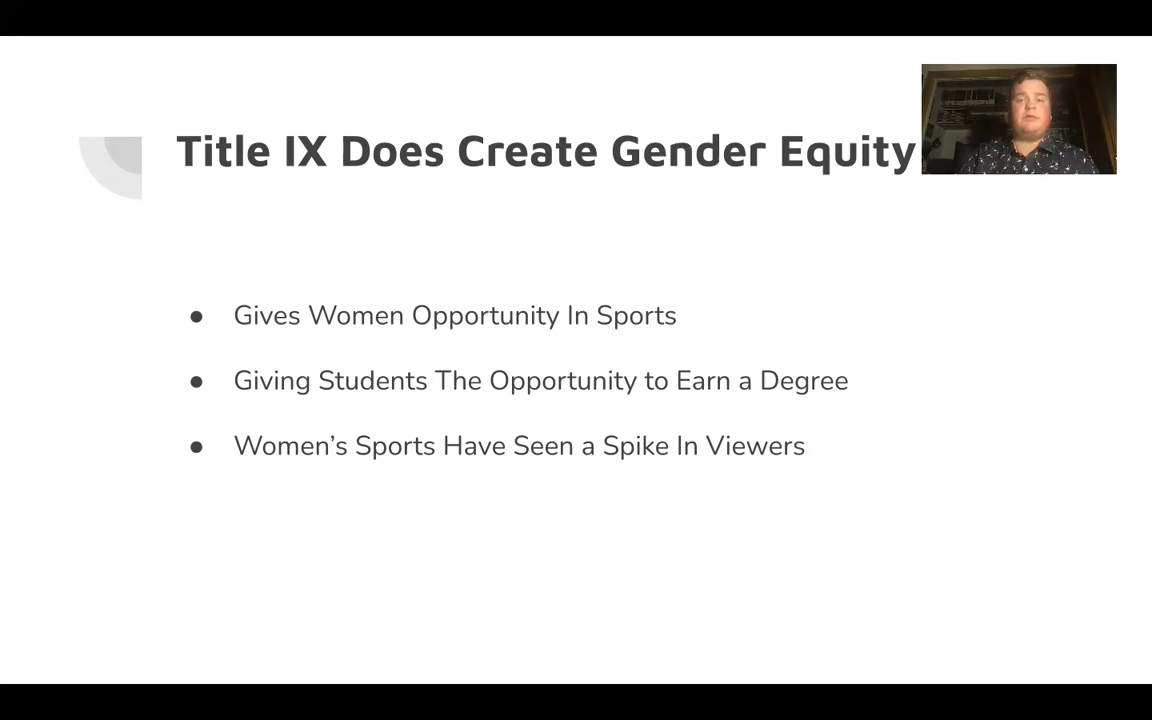 Title IX Does Create Gender Equity
● Gives Women Opportunity In Sports
● Giving Students The Opportunity to Earn a Degree
● Women’s Sports Have Seen a Spike In Viewers